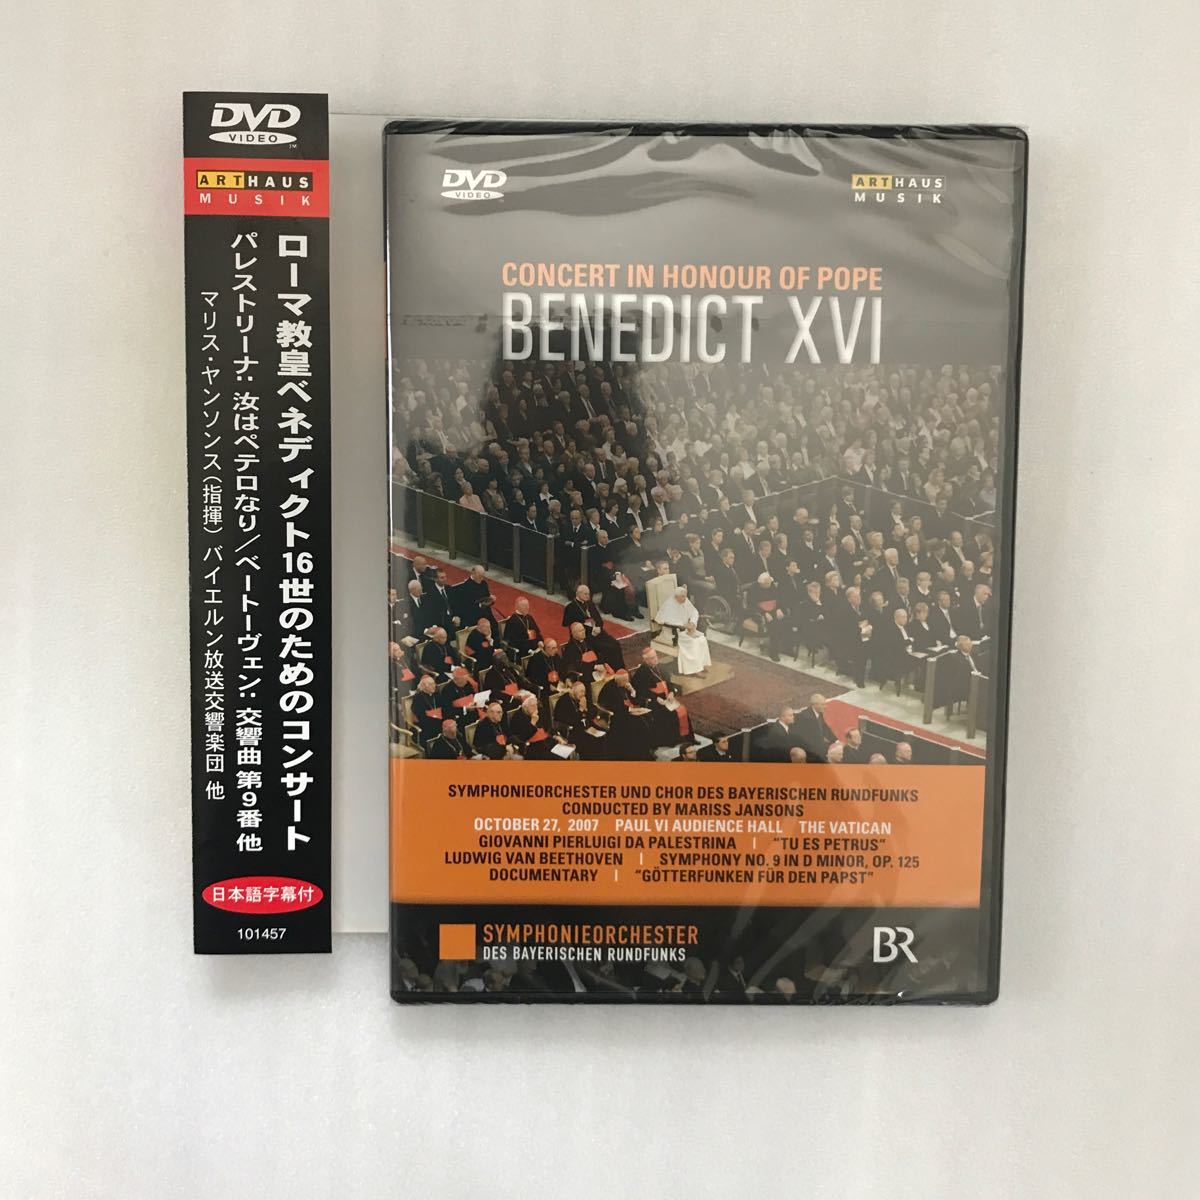 DVD
VIDEO
ARTHAUS
MUSIK
ローマ教皇ベネディクト16世のためのコンサート
パレストリーナ：汝はペテロなり/ベートーヴェン：交響曲 第9番 他
マリス・ヤンソンス(指揮) バイエルン放送交響楽団 他
日本語字幕付
101457
DVD
VIDEO
ARTHAUS
MUSIK
CONCERT IN HONOUR OF POPE
BENEDICT XVI
SYMPHONIEORCHESTER UND CHOR DES BAYERISCHEN RUNDFUNKS
CONDUCTED BY MARISS JANSONS
OCTOBER 27, 2007 PAUL VI AUDIENCE HALL THE VATICAN
GIOVANNI PIERLUIGI DA PALESTRINA | "TU ES PETRUS"
LUDWIG VAN BEETHOVEN | SYMPHONY NO. 9 IN D MINOR, OP. 125
DOCUMENTARY | "GÖTTERFUNKEN FÜR DEN PAPST"
SYMPHONIEORCHESTER
DES BAYERISCHEN RUNDFUNKS
BR